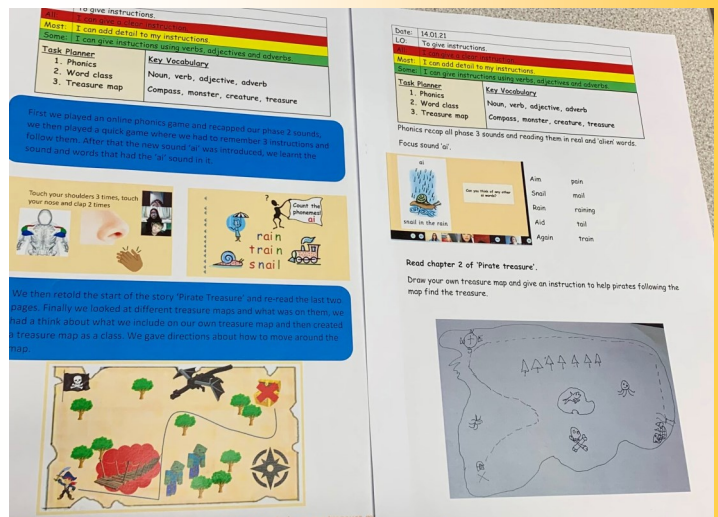 To give instructions.
All: I can give a clear instruction.
Most: I can add detail to my instructions.
Some: I can give instuctions using verbs, adjectives and adverbs.
Task Planner
1. Phonics
2. Word class
3. Treasure map
Key Vocabulary
Noun, verb, adjective, adverb
Compass, monster, creature, treasure
First we played an online phonics game and recapped our phase 2 sounds,
we then played a quick game where we had to remember 3 instructions and
follow them. After that the new sound 'ai' was introduced, we learnt the
sound and words that had the 'ai' sound in it.
Touch your shoulders 3 times, touch
your nose and clap 2 times
?
Count the
phonemes!
ai
rain
train
snail
We then retold the start of the story 'Pirate Treasure' and re-read the last two
pages. Finally we looked at different treasure maps and what was on them, we
had a think about what we include on our own treasure map and then created
a treasure map as a class. We gave directions about how to move around the
map.
Date: 14.01.21
LO: To give instructions.
All:
Most: I can add detail to my instructions.
Some: I can give instructions using verbs, adjectives and adverbs.
Task Planner
1. Phonics
2. Word class
3. Treasure map
Key Vocabulary
Noun, verb, adjective, adverb
Compass, monster, creature, treasure
Phonics recap all phase 3 sounds and reading them in real and 'alien' words.
Focus sound 'ai'.
ai
snail in the rain
Can you think of any other
ai words?
Aim pain
Snail mail
Rain raining
Aid tail
Again train
Read chapter 2 of 'Pirate treasure'.
Draw your own treasure map and give an instruction to help pirates following the
map find the treasure.